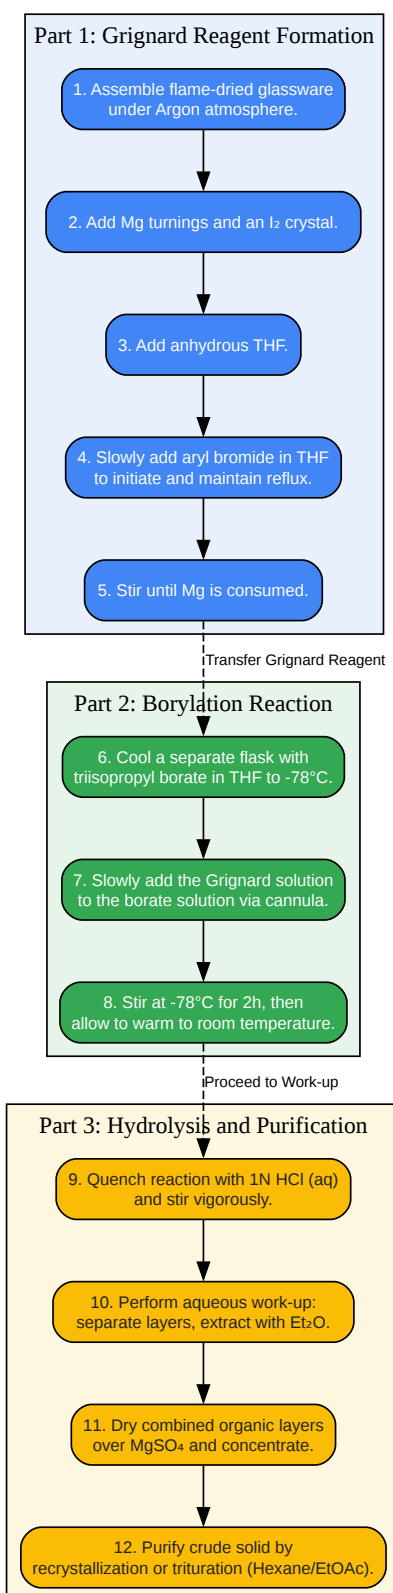 Part 1: Grignard Reagent Formation
1. Assemble flame-dried glassware
under Argon atmosphere.
2. Add Mg turnings and an I₂ crystal.
3. Add anhydrous THF.
4. Slowly add aryl bromide in THF
to initiate and maintain reflux.
5. Stir until Mg is consumed.
Transfer Grignard Reagent
Part 2: Borylation Reaction
6. Cool a separate flask with
triisopropyl borate in THF to -78°C.
7. Slowly add the Grignard solution
to the borate solution via cannula.
8. Stir at -78°C for 2h, then
allow to warm to room temperature.
Proceed to Work-up
Part 3: Hydrolysis and Purification
9. Quench reaction with 1N HCl (aq)
and stir vigorously.
10. Perform aqueous work-up:
separate layers, extract with Et₂O.
11. Dry combined organic layers
over MgSO₄ and concentrate.
12. Purify crude solid by
recrystallization or trituration (Hexane/EtOAc).